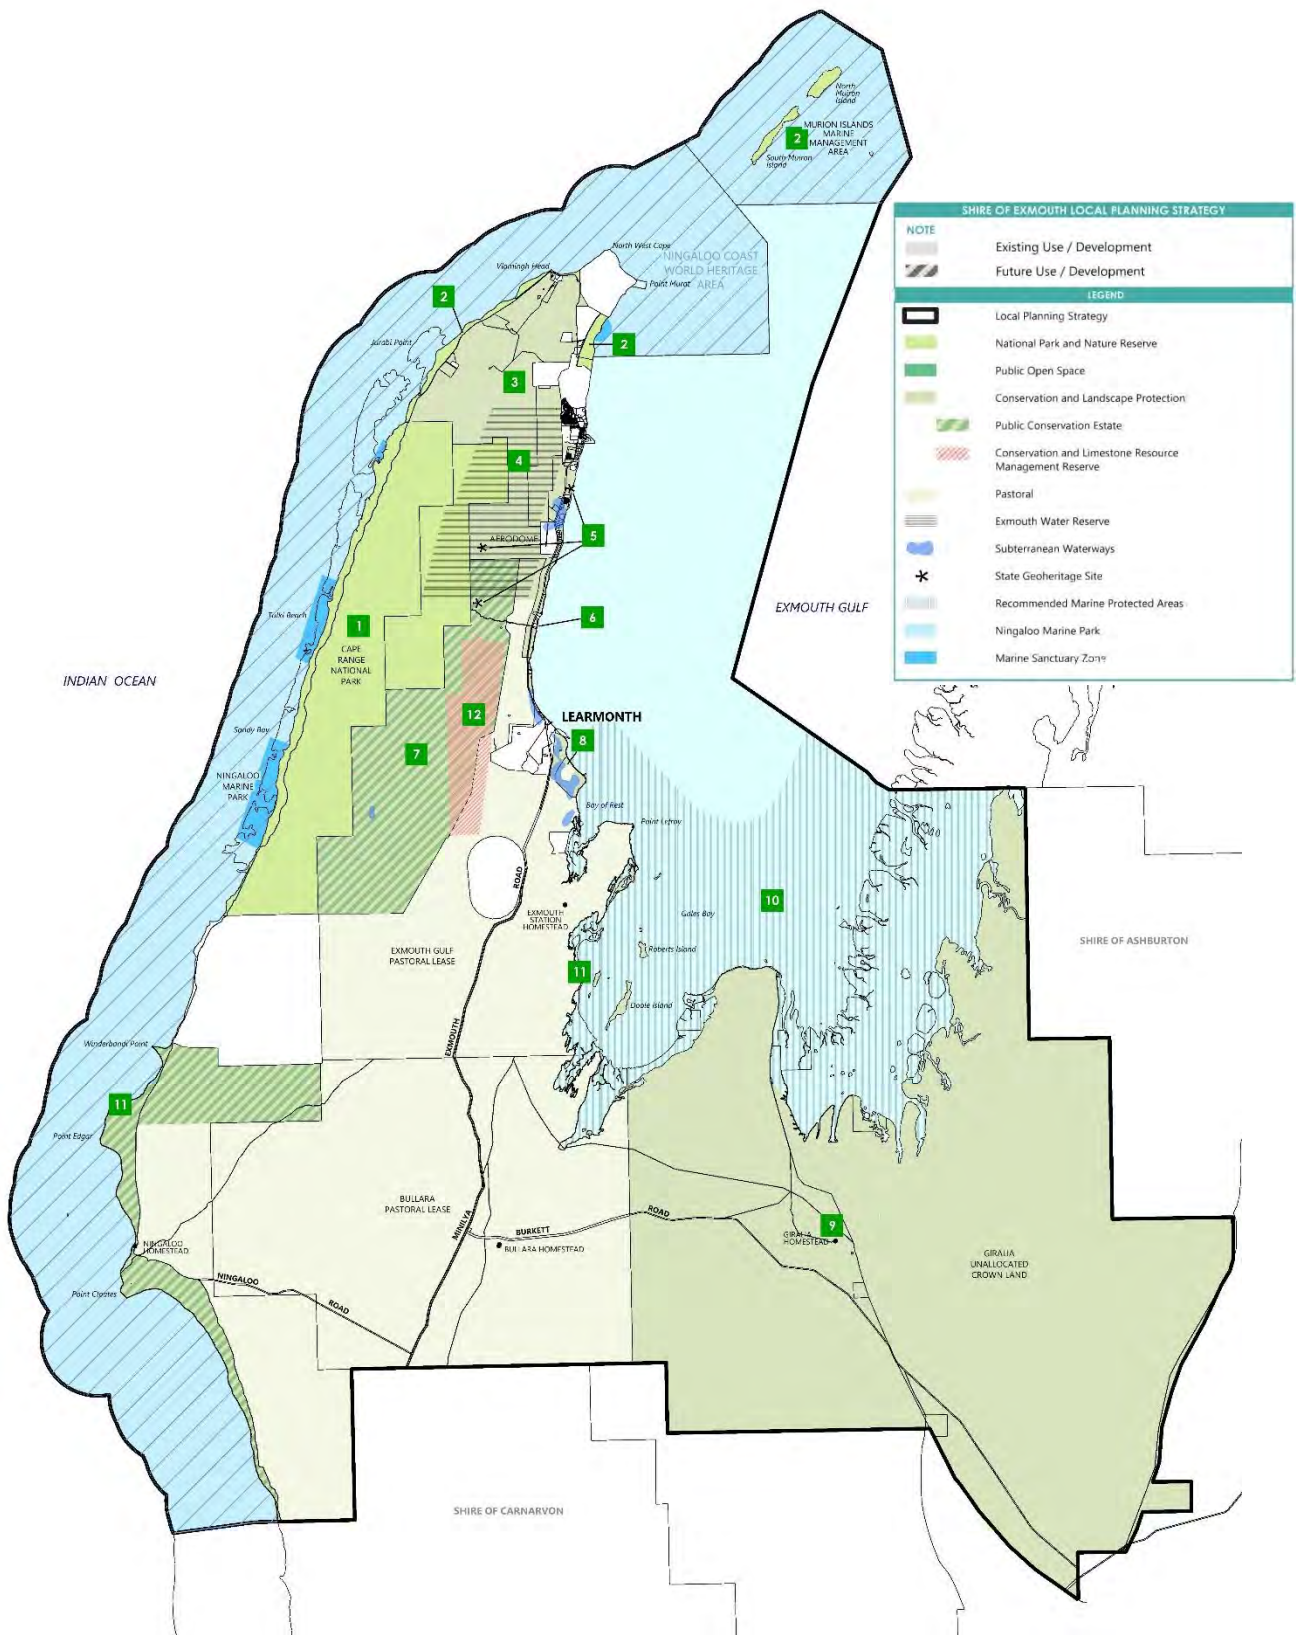 North
Muiron
Island
2
MURION ISLANDS
MARINE
MANAGEMENT
AREA
South Muiron
Island
SHIRE OF EXMOUTH LOCAL PLANNING STRATEGY
NOTE
Existing Use / Development
Future Use / Development
LEGEND
Local Planning Strategy
National Park and Nature Reserve
Public Open Space
Conservation and Landscape Protection
Public Conservation Estate
Conservation and Limestone Resource
Management Reserve
Pastoral
Exmouth Water Reserve
Subterranean Waterways
State Geoheritage Site
Recommended Marine Protected Areas
Ningaloo Marine Park
Marine Sanctuary Zone
North West Cape
NINGALOO COAST
WORLD HERITAGE
AREA
Vlamingh Head
Point Murat
2
Jurabi Point
2
3
4
5
AERODOME
6
EXMOUTH GULF
Tulki Beach
1
CAPE
RANGE
NATIONAL
PARK
INDIAN OCEAN
12
LEARMONTH
Sandy Bay
8
7
NINGALOO
MARINE
PARK
Bay of Rest
Point Lefroy
ROAD
10
EXMOUTH
STATION
HOMESTEAD
Gales Bay
SHIRE OF ASHBURTON
EXMOUTH GULF
PASTORAL LEASE
Roberts Island
11
Doole Island
EXMOUTH
Winderbandi Point
11
Point Edgar
BULLARA
PASTORAL LEASE
MINILYA
BURKETT
ROAD
9
GIRALIA
HOMESTEAD
NINGALOO
HOMESTEAD
BULLARA HOMESTEAD
GIRALIA
UNALLOCATED
CROWN LAND
NINGALOO
ROAD
Point Cloates
SHIRE OF CARNARVON